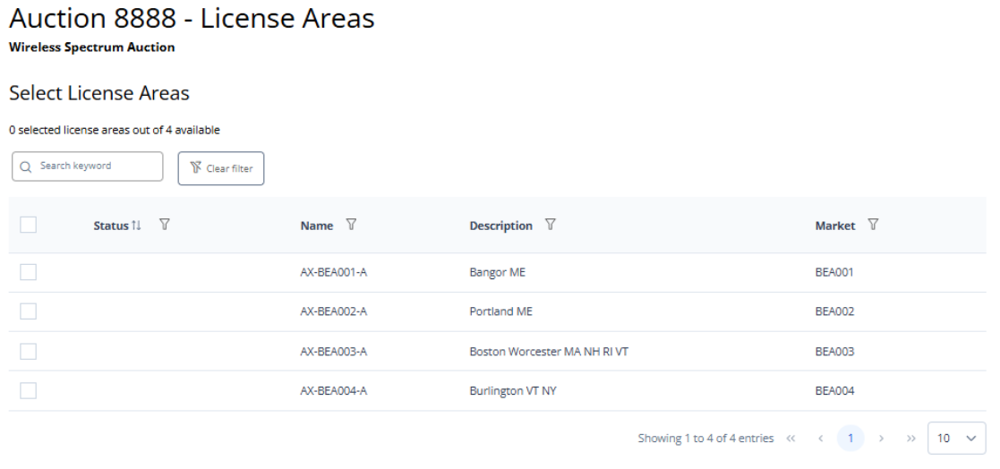 Auction 8888 - License Areas
Wireless Spectrum Auction
Select License Areas
0 selected license areas out of 4 available
Search keyword Clear filter
Status Name Description Market
AX-BEA001-A Bangor ME BEA001
AX-BEA002-A Portland ME BEA002
AX-BEA003-A Boston Worcester MA NH RI VT BEA003
AX-BEA004-A Burlington VT NY BEA004
Showing 1 to 4 of 4 entries << < 1 > >> 10